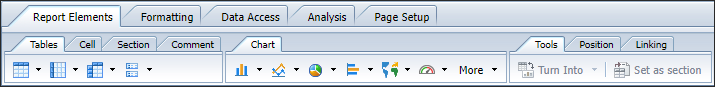 Report Elements Formatting Data Access Analysis Page Setup
Tables Cell Section Comment Chart Tools Position Linking
More Turn Into Set as section